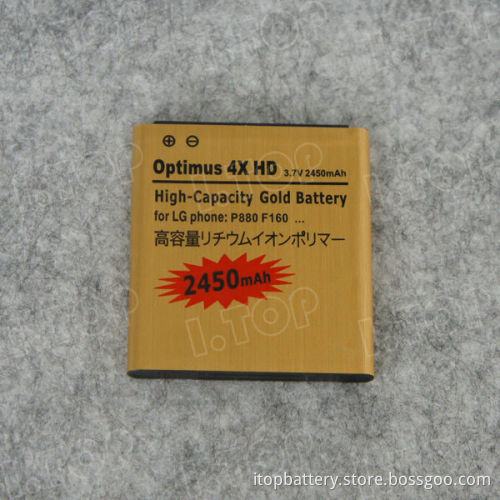 ⊕ ⊖
Optimus 4X HD 3.7V 2450mAh
High-Capacity Gold Battery
for LG phone: P880 F160 ...
高容量リチウムイオンポリマー
2450mAh
I.TOP
itopbattery.store.bossgoo.com